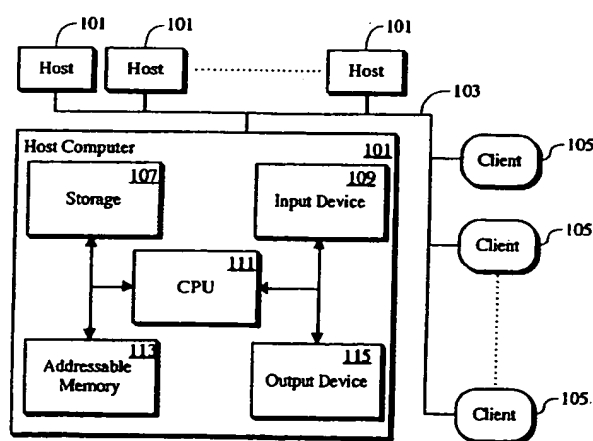 101 101 101
Host Host Host
103
Host Computer 101
107 109
Storage Input Device
Client 105
111
CPU
Client 105
113 115
Addressable Memory Output Device
Client 105.